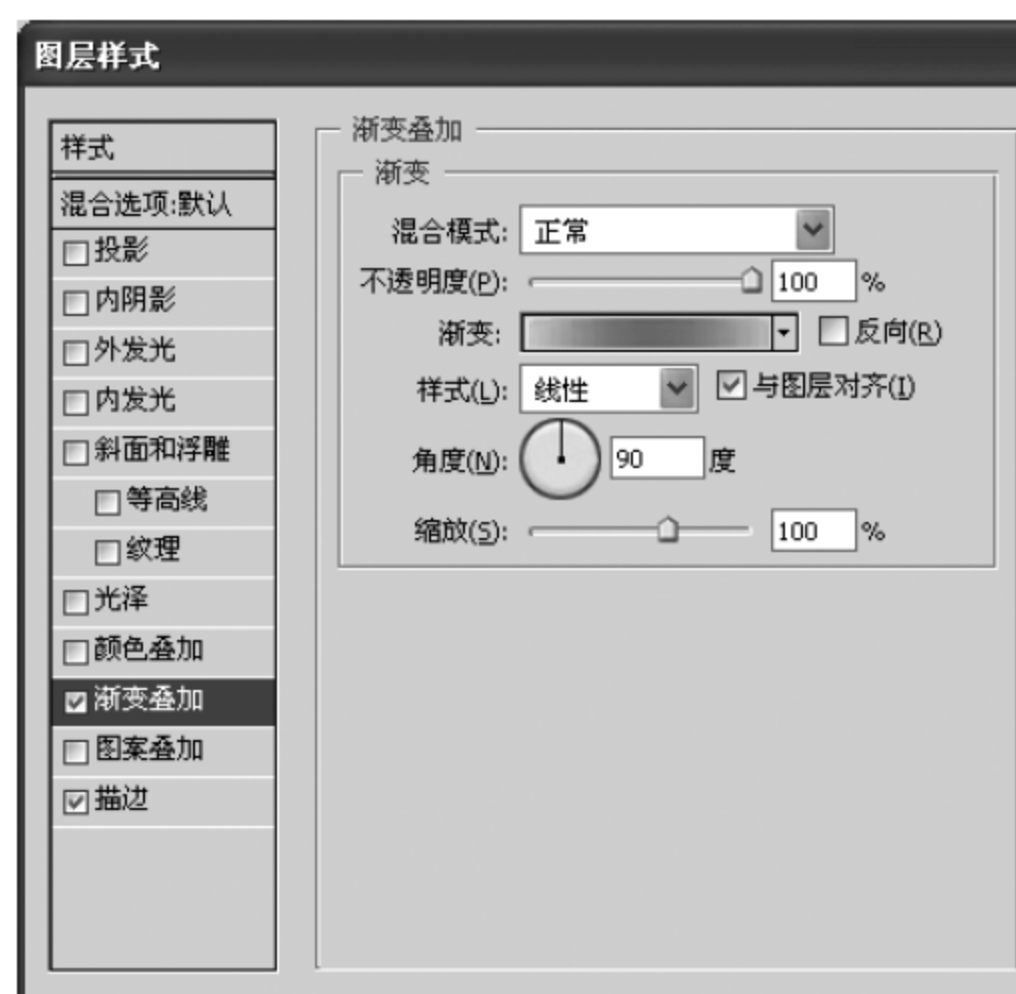 图层样式
样式
混合选项:默认
投影
内阴影
外发光
内发光
斜面和浮雕
等高线
纹理
光泽
颜色叠加
渐变叠加
图案叠加
描边
渐变叠加
渐变
混合模式: 正常
不透明度(P): 100 %
渐变: 反向(R)
样式(L): 线性 与图层对齐(I)
角度(N): 90 度
缩放(S): 100 %